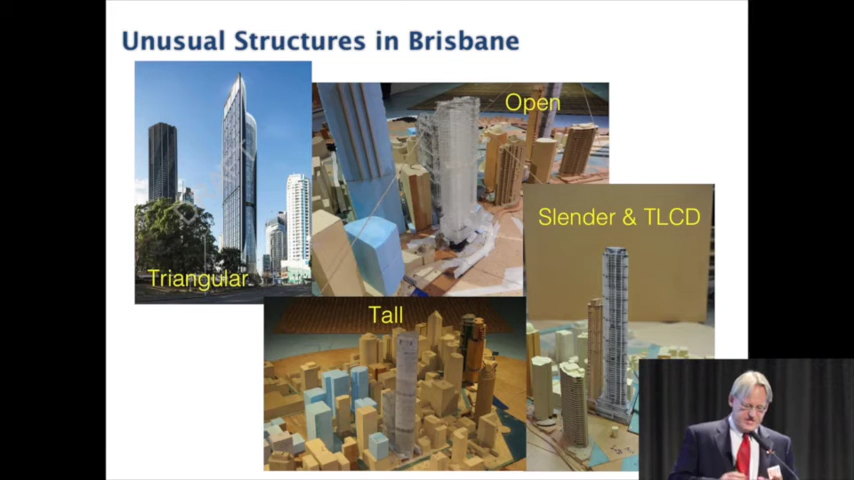 Unusual Structures in Brisbane
Open
Slender & TLCD
Triangular
Tall